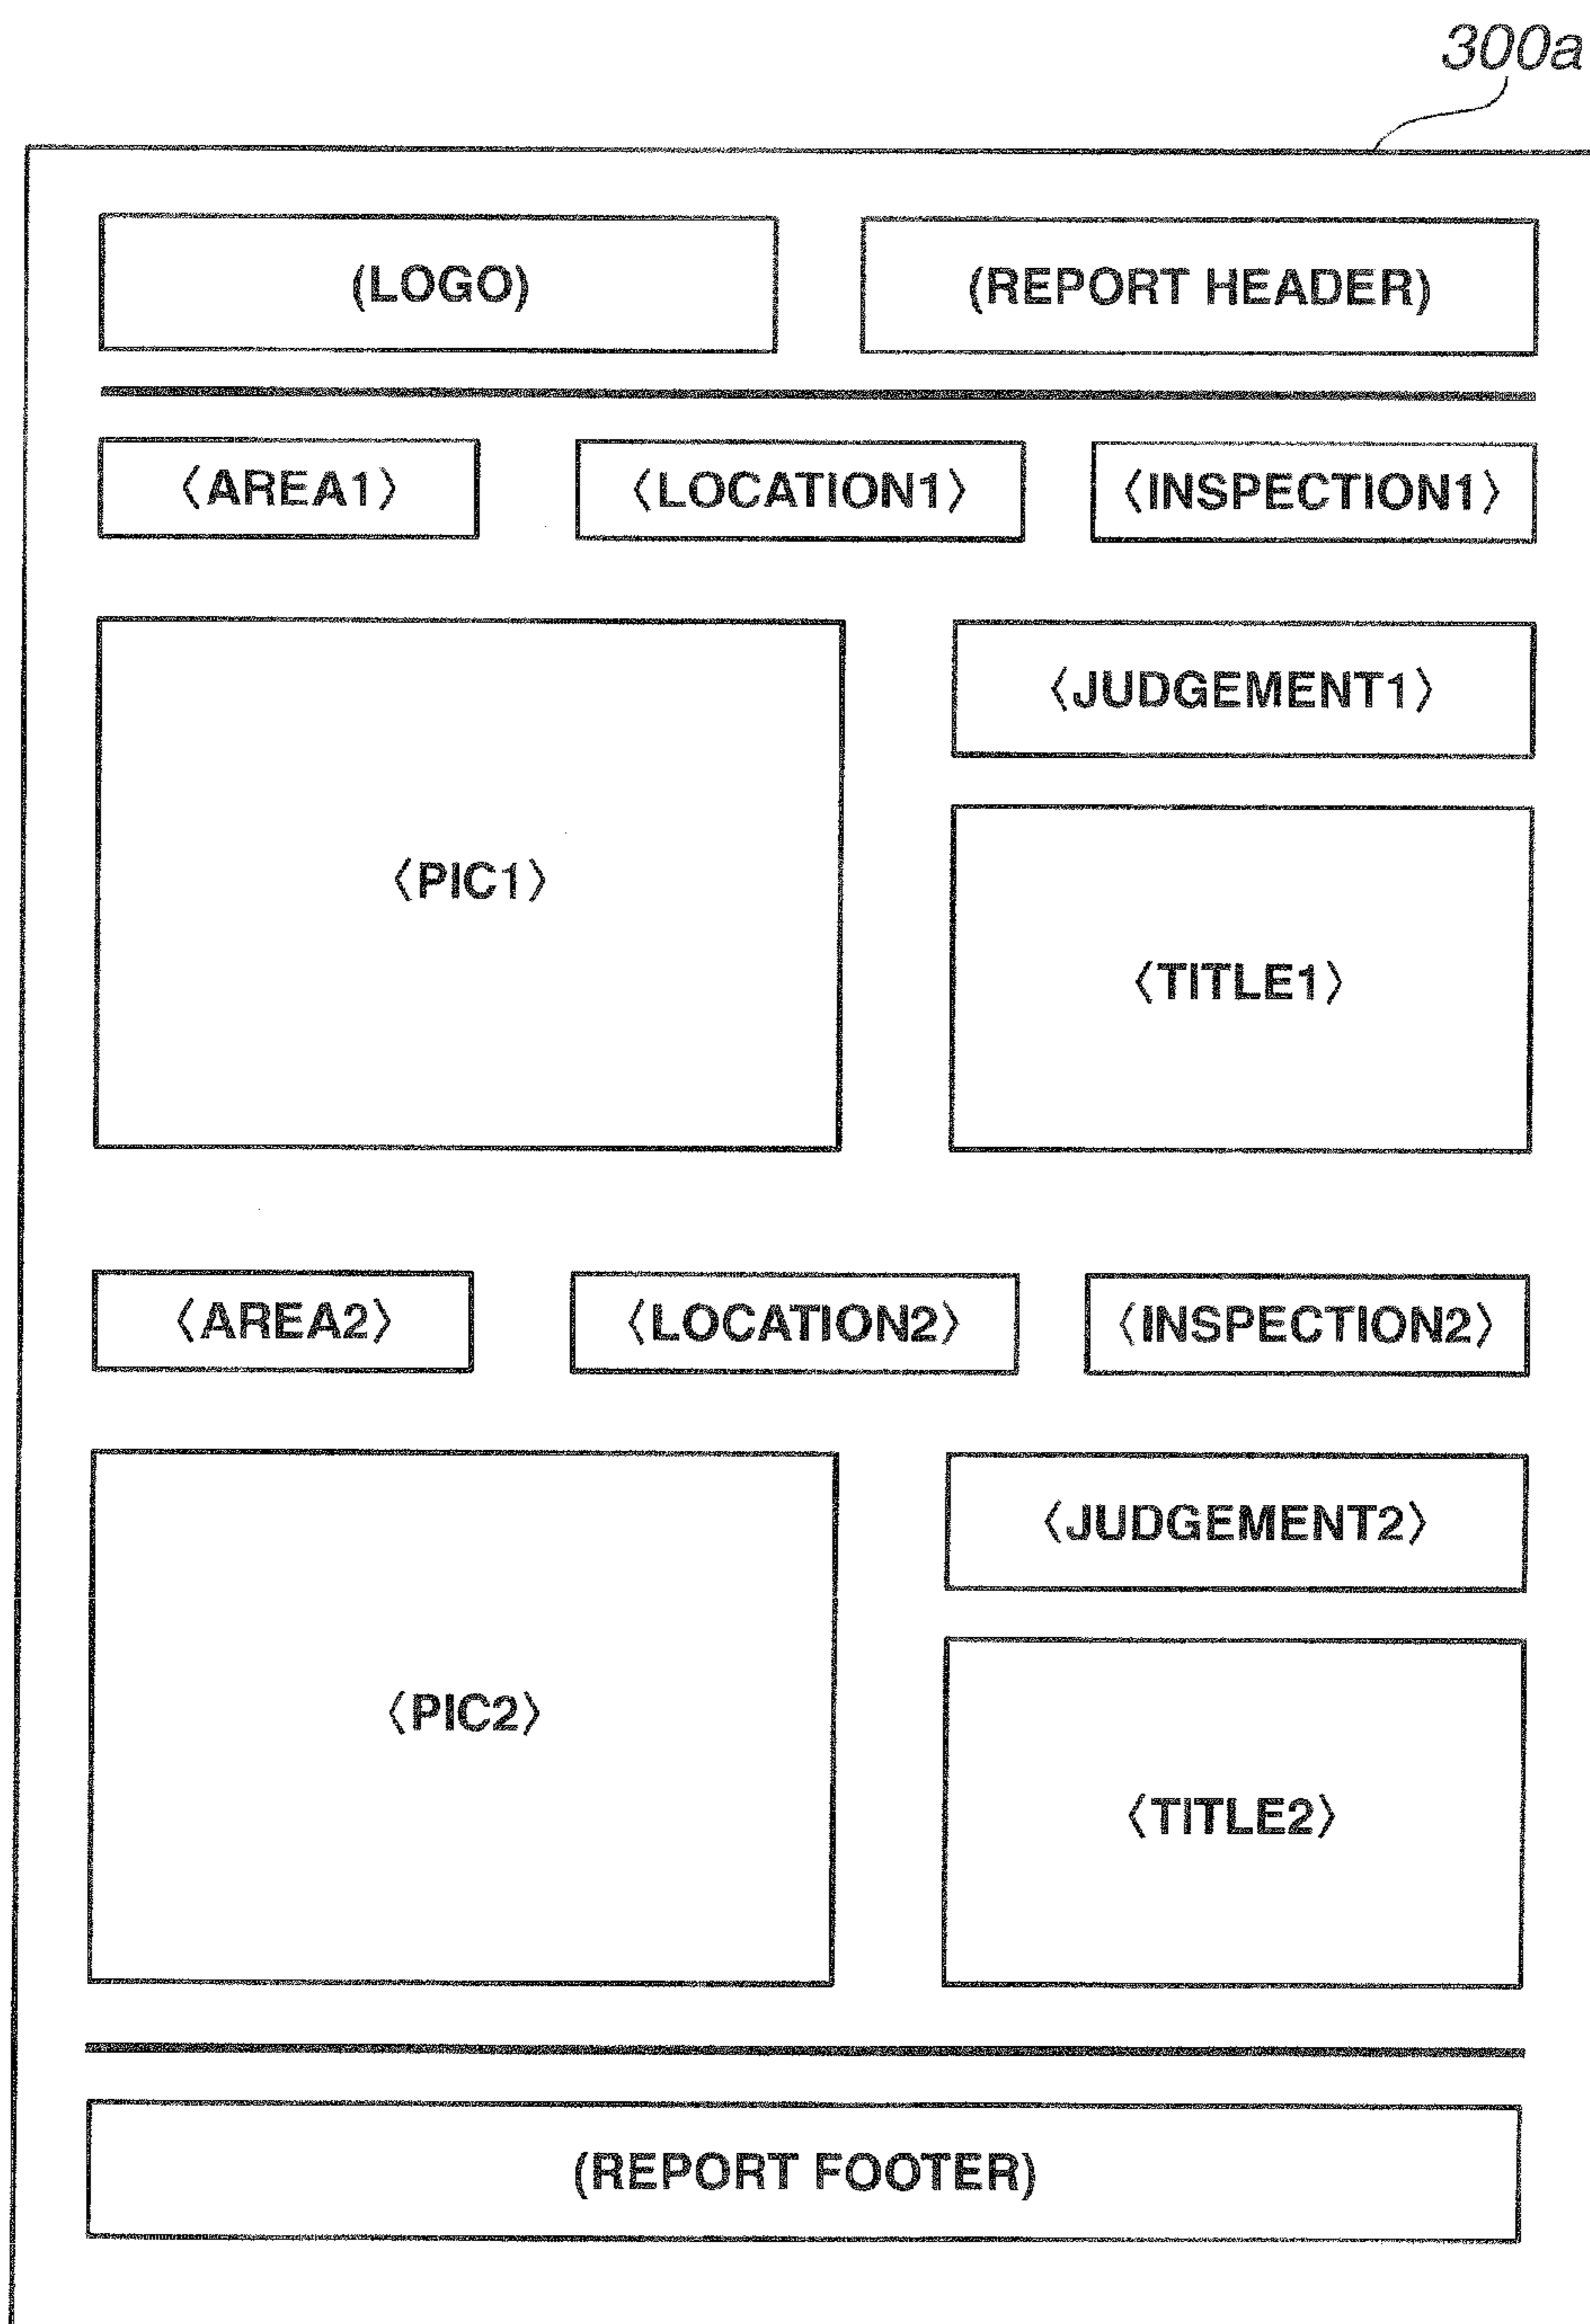 300a
(LOGO) (REPORT HEADER)
〈AREA1〉 〈LOCATION1〉 〈INSPECTION1〉
〈JUDGEMENT1〉
〈PIC1〉
〈TITLE1〉
〈AREA2〉 〈LOCATION2〉 〈INSPECTION2〉
〈JUDGEMENT2〉
〈PIC2〉
〈TITLE2〉
(REPORT FOOTER)